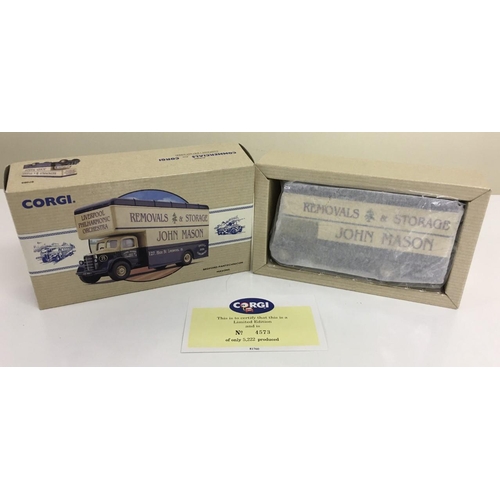 CORGI.
LIVERPOOL
PHILHARMONIC
ORCHESTRA
REMOVALS & STORAGE
JOHN MASON
REMOVALS & STORAGE
JOHN MASON
CORGI
This is to certify that this is a
Limited Edition
and is
No 4573
of only 5,222 produced